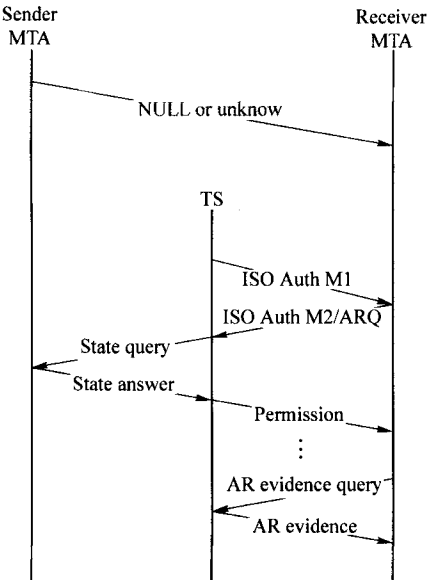 Sender
MTA
Receiver
MTA
NULL or unknow
TS
ISO Auth M1
ISO Auth M2/ARQ
State query
State answer
Permission
AR evidence query
AR evidence